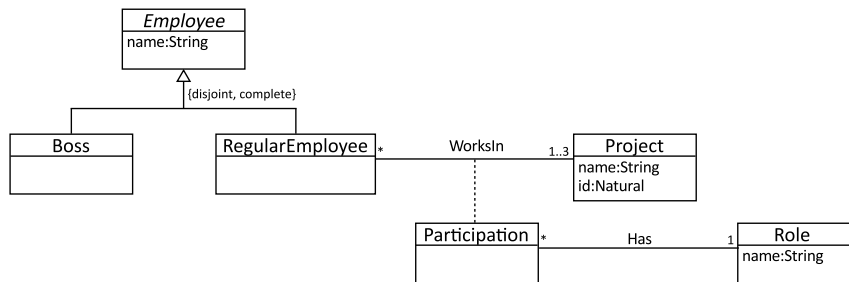 Employee
name:String
{disjoint, complete}
Boss
RegularEmployee
*
WorksIn
1..3
Project
name:String
id:Natural
Participation
*
Has
1
Role
name:String